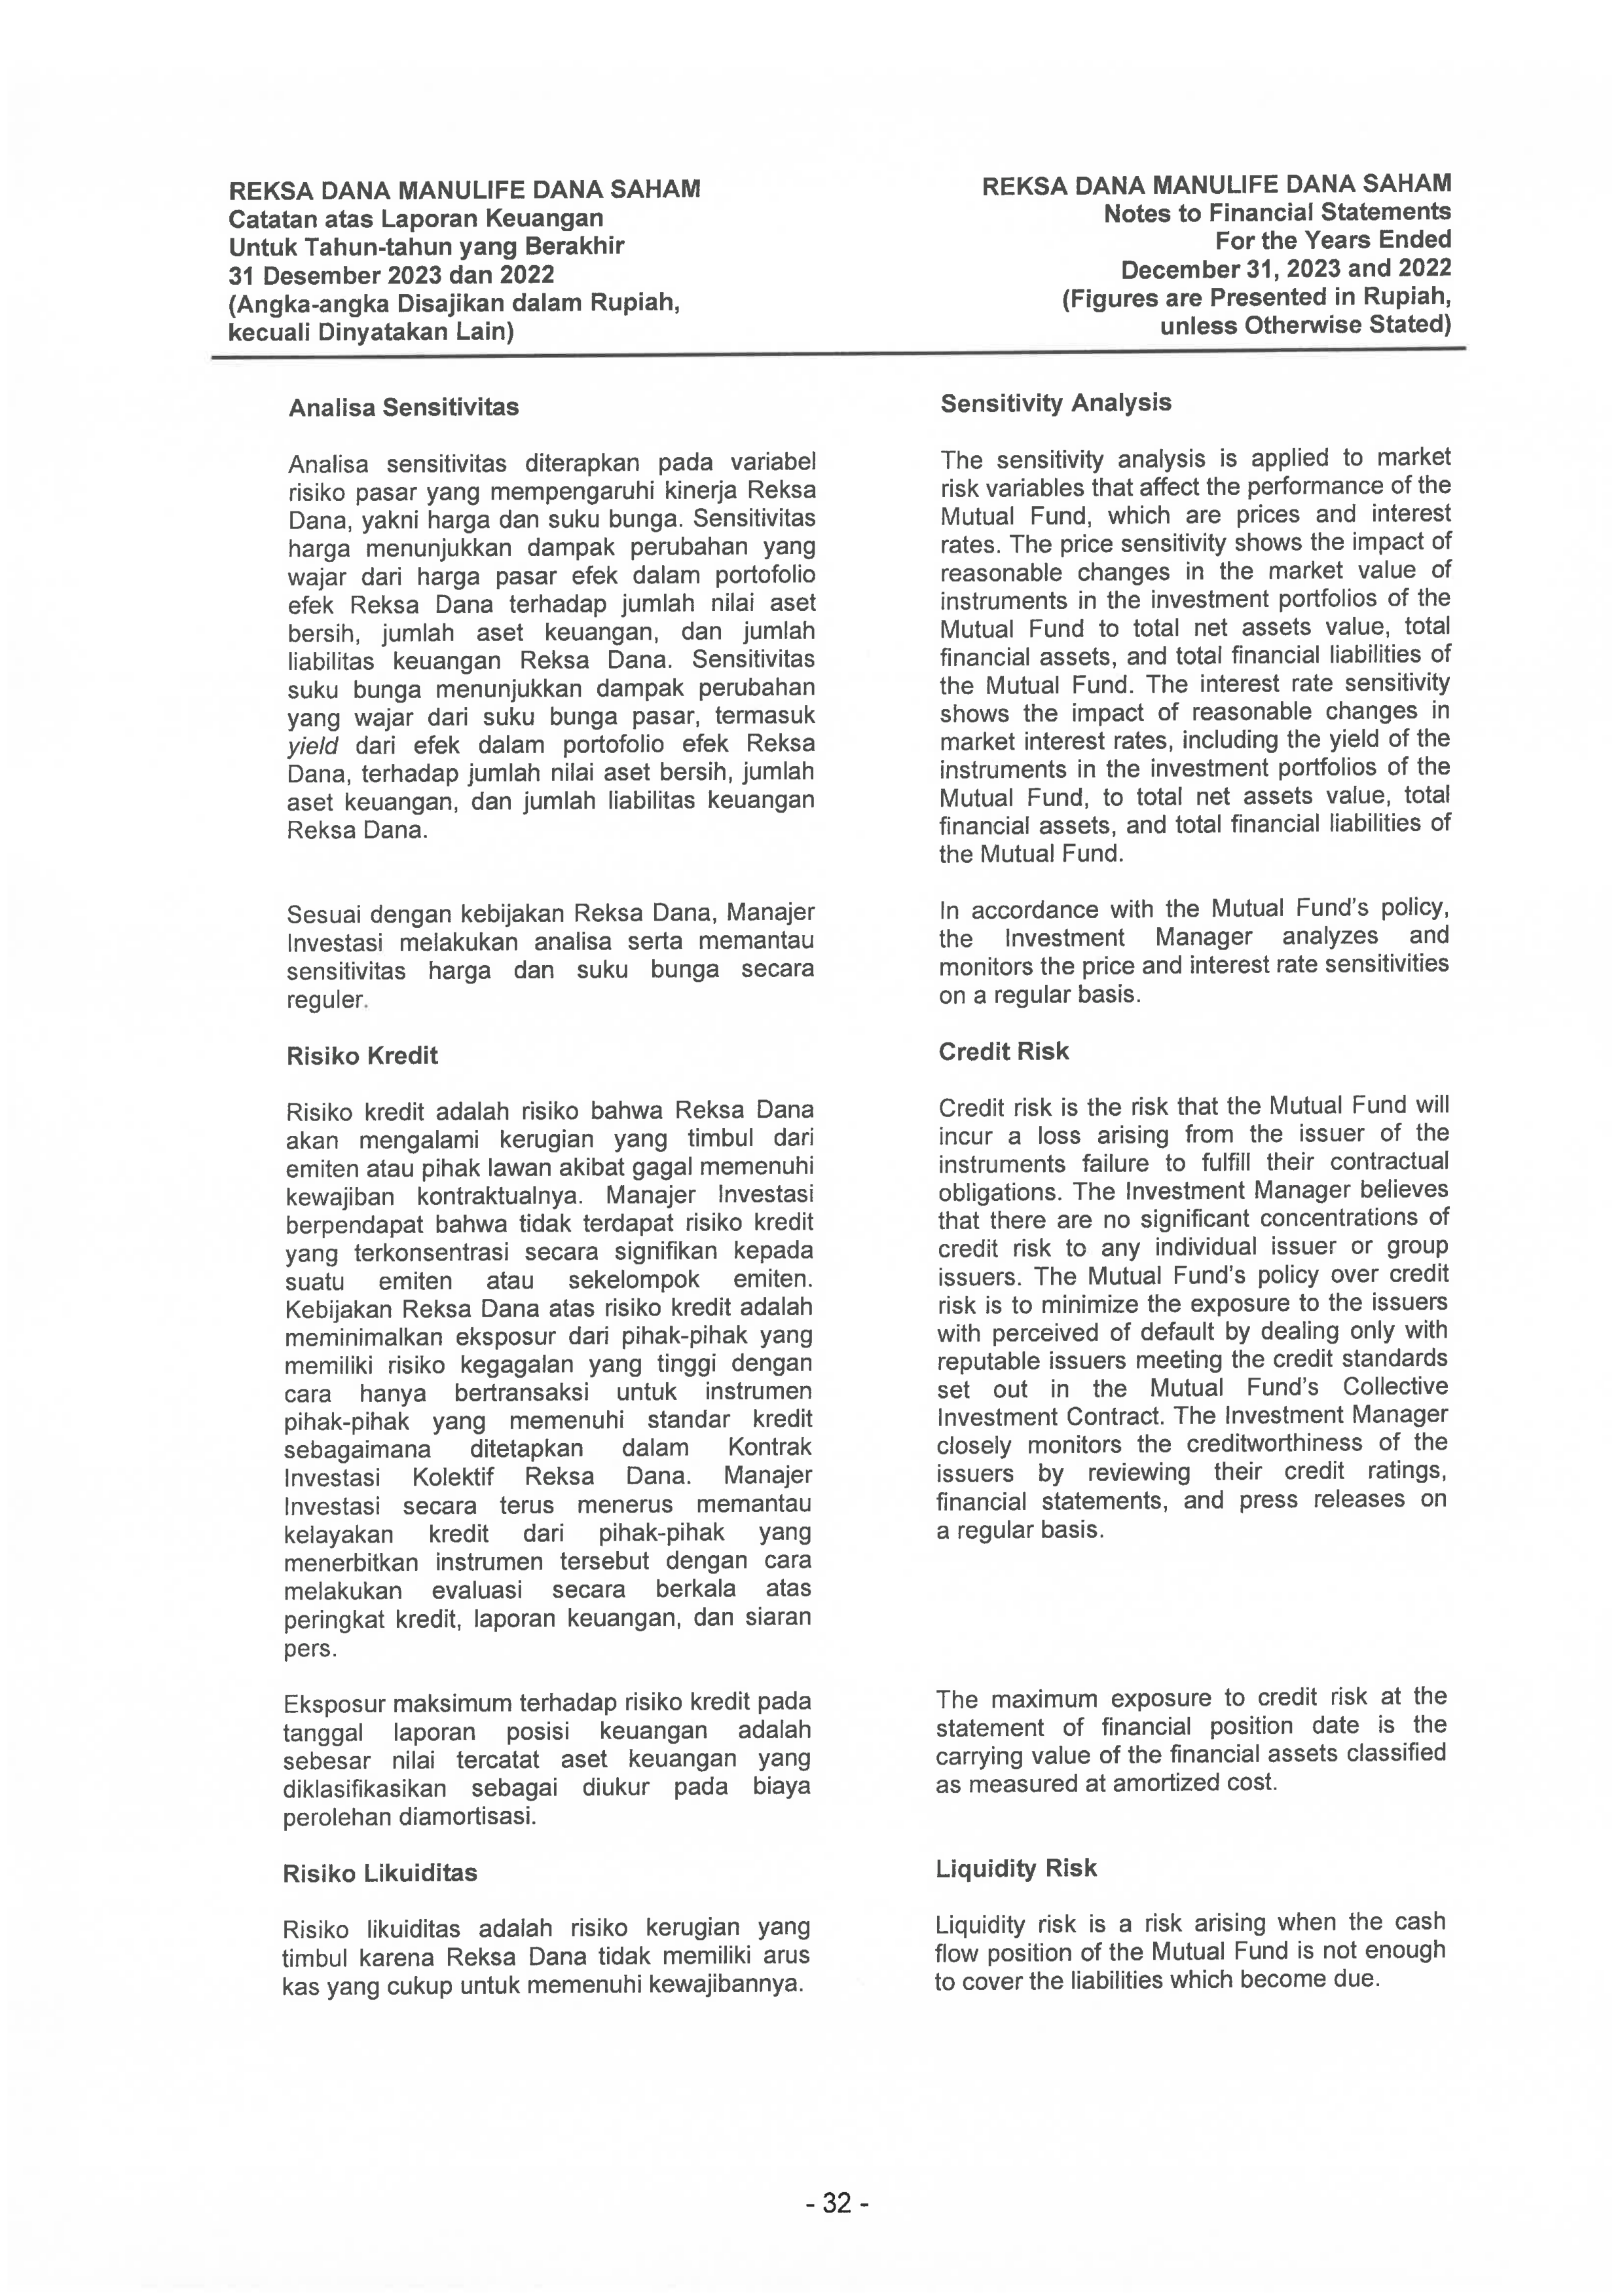 REKSA DANA MANULIFE DANA SAHAM
Catatan atas Laporan Keuangan
Untuk Tahun-tahun yang Berakhir
31 Desember 2023 dan 2022
(Angka-angka Disajikan dalam Rupiah,
kecuali Dinyatakan Lain)
REKSA DANA MANULIFE DANA SAHAM
Notes to Financial Statements
For the Years Ended
December 31, 2023 and 2022
(Figures are Presented in Rupiah,
unless Otherwise Stated)
Analisa Sensitivitas
Analisa sensitivitas diterapkan pada variabel
risiko pasar yang mempengaruhi kinerja Reksa
Dana, yakni harga dan suku bunga. Sensitivitas
harga menunjukkan dampak perubahan yang
wajar dari harga pasar efek dalam portofolio
efek Reksa Dana terhadap jumlah nilai aset
bersih, jumlah aset keuangan, dan jumlah
liabilitas keuangan Reksa Dana. Sensitivitas
suku bunga menunjukkan dampak perubahan
yang wajar dari suku bunga pasar, termasuk
yield dari efek dalam portofolio efek Reksa
Dana, terhadap jumlah nilai aset bersih, jumlah
aset keuangan, dan jumlah liabilitas keuangan
Reksa Dana.
Sesuai dengan kebijakan Reksa Dana, Manajer
Investasi melakukan analisa serta memantau
sensitivitas harga dan suku bunga secara
reguler.
Risiko Kredit
Risiko kredit adalah risiko bahwa Reksa Dana
akan mengalami kerugian yang timbul dari
emiten atau pihak lawan akibat gagal memenuhi
kewajiban kontraktualnya. Manajer Investasi
berpendapat bahwa tidak terdapat risiko kredit
yang terkonsentrasi secara signifikan kepada
suatu emiten atau sekelompok emiten.
Kebijakan Reksa Dana atas risiko kredit adalah
meminimalkan eksposur dari pihak-pihak yang
memiliki risiko kegagalan yang tinggi dengan
cara hanya bertransaksi untuk instrumen
pihak-pihak yang memenuhi standar kredit
sebagaimana ditetapkan dalam Kontrak
Investasi Kolektif Reksa Dana. Manajer
Investasi secara terus menerus memantau
kelayakan kredit dari pihak-pihak yang
menerbitkan instrumen tersebut dengan cara
melakukan evaluasi secara berkala atas
peringkat kredit, laporan keuangan, dan siaran
pers.
Eksposur maksimum terhadap risiko kredit pada
tanggal laporan posisi keuangan adalah
sebesar nilai tercatat aset keuangan yang
diklasifikasikan sebagai diukur pada biaya
perolehan diamortisasi.
Risiko Likuiditas
Risiko likuiditas adalah risiko kerugian yang
timbul karena Reksa Dana tidak memiliki arus
kas yang cukup untuk memenuhi kewajibannya.
Sensitivity Analysis
The sensitivity analysis is applied to market
risk variables that affect the performance of the
Mutual Fund, which are prices and interest
rates. The price sensitivity shows the impact of
reasonable changes in the market value of
instruments in the investment portfolios of the
Mutual Fund to total net assets value, total
financial assets, and total financial liabilities of
the Mutual Fund. The interest rate sensitivity
shows the impact of reasonable changes in
market interest rates, including the yield of the
instruments in the investment portfolios of the
Mutual Fund, to total net assets value, total
financial assets, and total financial liabilities of
the Mutual Fund.
In accordance with the Mutual Fund's policy,
the Investment Manager analyzes and
monitors the price and interest rate sensitivities
on a regular basis.
Credit Risk
Credit risk is the risk that the Mutual Fund will
incur a loss arising from the issuer of the
instruments failure to fulfill their contractual
obligations. The Investment Manager believes
that there are no significant concentrations of
credit risk to any individual issuer or group
issuers. The Mutual Fund's policy over credit
risk is to minimize the exposure to the issuers
with perceived of default by dealing only with
reputable issuers meeting the credit standards
set out in the Mutual Fund's Collective
Investment Contract. The Investment Manager
closely monitors the creditworthiness of the
issuers by reviewing their credit ratings,
financial statements, and press releases on
a regular basis.
The maximum exposure to credit risk at the
statement of financial position date is the
carrying value of the financial assets classified
as measured at amortized cost.
Liquidity Risk
Liquidity risk is a risk arising when the cash
flow position of the Mutual Fund is not enough
to cover the liabilities which become due.
- 32 -